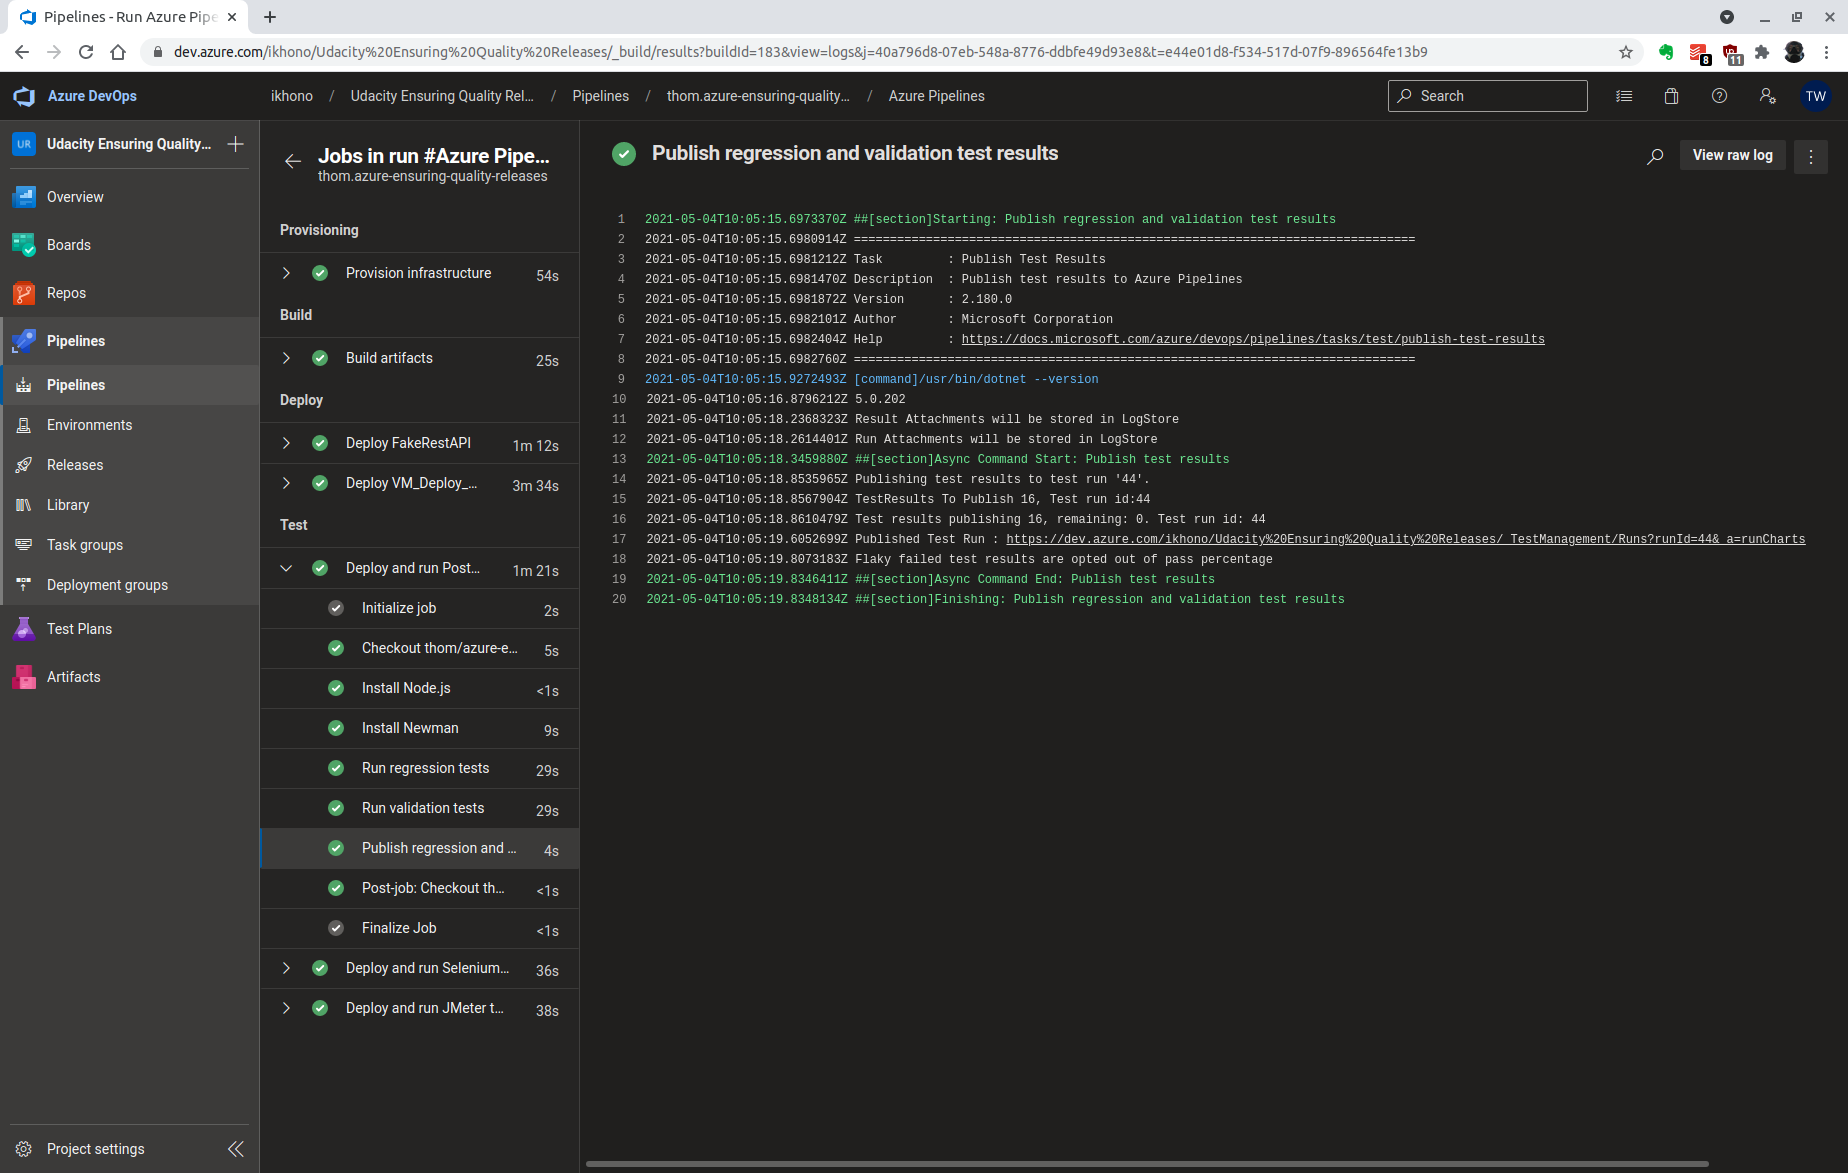 Pipelines - Run Azure Pipe
dev.azure.com/ikhono/Udacity%20Ensuring%20Quality%20Releases/_build/results?buildId=183&view=logs&j=40a796d8-07eb-548a-8776-ddbfe49d93e8&t=e44e01d8-f534-517d-07f9-896564fe13b9
8
11
Azure DevOps
ikhono / Udacity Ensuring Quality Rel... / Pipelines / thom.azure-ensuring-quality... / Azure Pipelines
Search
TW
UR Udacity Ensuring Quality...
Overview
Boards
Repos
Pipelines
Pipelines
Environments
Releases
Library
Task groups
Deployment groups
Test Plans
Artifacts
Project settings
Jobs in run #Azure Pipe...
thom.azure-ensuring-quality-releases
Provisioning
Provision infrastructure 54s
Build
Build artifacts 25s
Deploy
Deploy FakeRestAPI 1m 12s
Deploy VM_Deploy_... 3m 34s
Test
Deploy and run Post... 1m 21s
Initialize job 2s
Checkout thom/azure-e... 5s
Install Node.js <1s
Install Newman 9s
Run regression tests 29s
Run validation tests 29s
Publish regression and ... 4s
Post-job: Checkout th... <1s
Finalize Job <1s
Deploy and run Selenium... 36s
Deploy and run JMeter t... 38s
Publish regression and validation test results
View raw log
1 2021-05-04T10:05:15.6973370Z ##[section]Starting: Publish regression and validation test results
2 2021-05-04T10:05:15.6980914Z ==============================================================================
3 2021-05-04T10:05:15.6981212Z Task         : Publish Test Results
4 2021-05-04T10:05:15.6981470Z Description  : Publish test results to Azure Pipelines
5 2021-05-04T10:05:15.6981872Z Version      : 2.180.0
6 2021-05-04T10:05:15.6982101Z Author       : Microsoft Corporation
7 2021-05-04T10:05:15.6982404Z Help         : https://docs.microsoft.com/azure/devops/pipelines/tasks/test/publish-test-results
8 2021-05-04T10:05:15.6982760Z ==============================================================================
9 2021-05-04T10:05:15.9272493Z [command]/usr/bin/dotnet --version
10 2021-05-04T10:05:16.8796212Z 5.0.202
11 2021-05-04T10:05:18.2368323Z Result Attachments will be stored in LogStore
12 2021-05-04T10:05:18.2614401Z Run Attachments will be stored in LogStore
13 2021-05-04T10:05:18.3459880Z ##[section]Async Command Start: Publish test results
14 2021-05-04T10:05:18.8535965Z Publishing test results to test run '44'.
15 2021-05-04T10:05:18.8567904Z TestResults To Publish 16, Test run id:44
16 2021-05-04T10:05:18.8610479Z Test results publishing 16, remaining: 0. Test run id: 44
17 2021-05-04T10:05:19.6052699Z Published Test Run : https://dev.azure.com/ikhono/Udacity%20Ensuring%20Quality%20Releases/_TestManagement/Runs?runId=44&_a=runCharts
18 2021-05-04T10:05:19.8073183Z Flaky failed test results are opted out of pass percentage
19 2021-05-04T10:05:19.8346411Z ##[section]Async Command End: Publish test results
20 2021-05-04T10:05:19.8348134Z ##[section]Finishing: Publish regression and validation test results